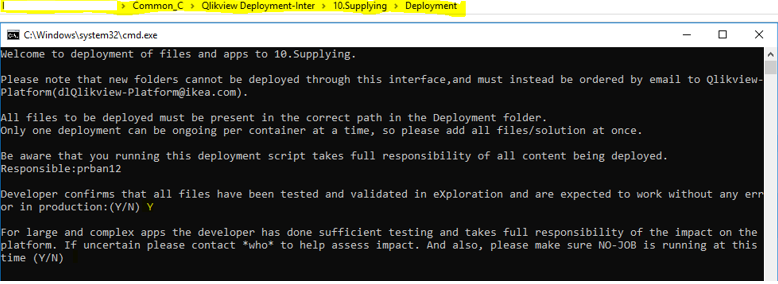 I > Common_C > Qlikview Deployment-Inter > 10.Supplying > Deployment
C:\Windows\system32\cmd.exe
Welcome to deployment of files and apps to 10.Supplying.
Please note that new folders cannot be deployed through this interface,and must instead be ordered by email to Qlikview-
Platform(dlQlikview-Platform@ikea.com).
All files to be deployed must be present in the correct path in the Deployment folder.
Only one deployment can be ongoing per container at a time, so please add all files/solution at once.
Be aware that you running this deployment script takes full responsibility of all content being deployed.
Responsible:prban12
Developer confirms that all files have been tested and validated in eXploration and are expected to work without any err
or in production:(Y/N) Y
For large and complex apps the developer has done sufficient testing and takes full responsibility of the impact on the
platform. If uncertain please contact *who* to help assess impact. And also, please make sure NO-JOB is running at this
time (Y/N)